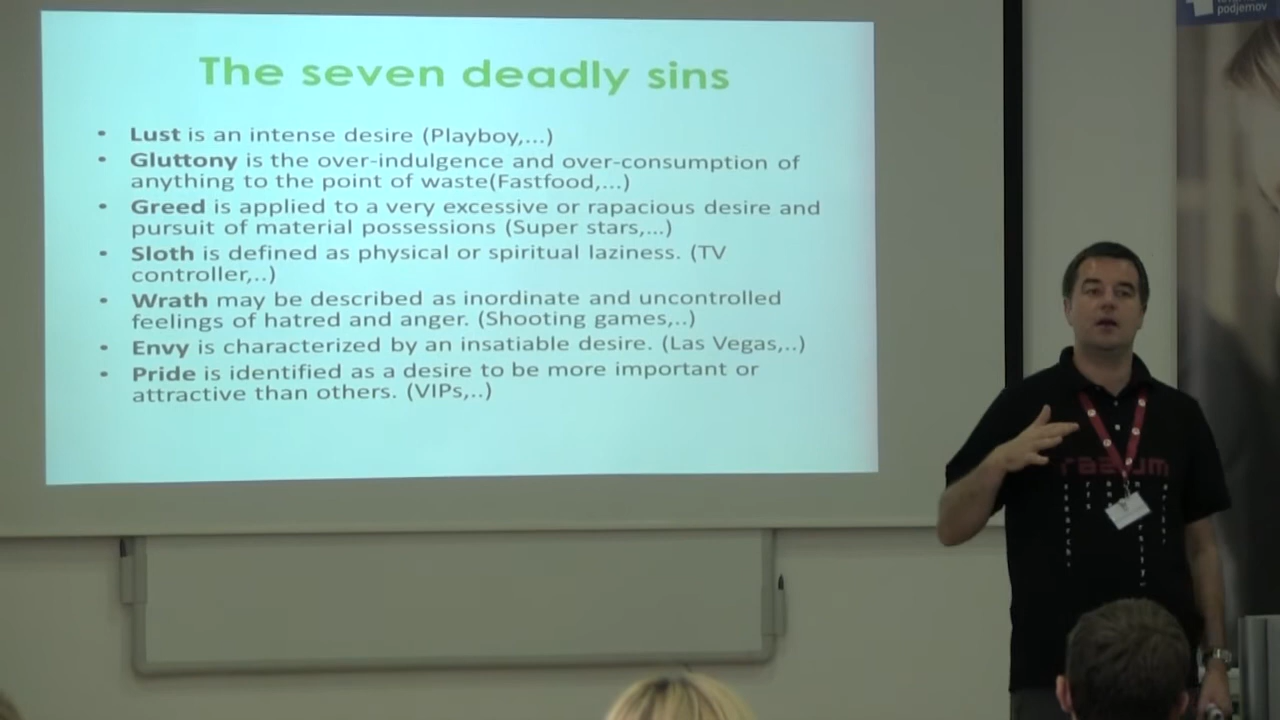 podjemov
The seven deadly sins
• Lust is an intense desire (Playboy,...)
• Gluttony is the over-indulgence and over-consumption of
anything to the point of waste(Fastfood,...)
• Greed is applied to a very excessive or rapacious desire and
pursuit of material possessions (Super stars,...)
• Sloth is defined as physical or spiritual laziness. (TV
controller,..)
• Wrath may be described as inordinate and uncontrolled
feelings of hatred and anger. (Shooting games,..)
• Envy is characterized by an insatiable desire. (Las Vegas,..)
• Pride is identified as a desire to be more important or
attractive than others. (VIPs,..)